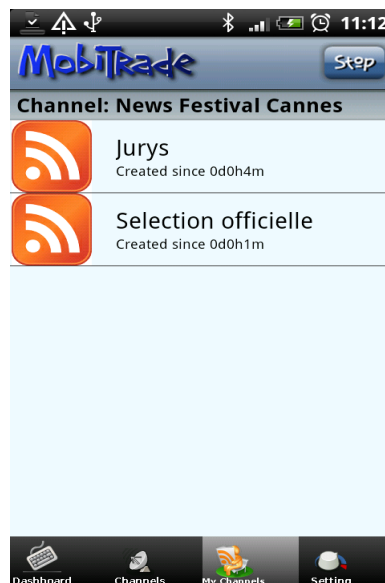 11:12
MobiTrade
Stop
Channel: News Festival Cannes
Jurys
Created since 0d0h4m
Selection officielle
Created since 0d0h1m
Dashboard Channels My Channels Setting